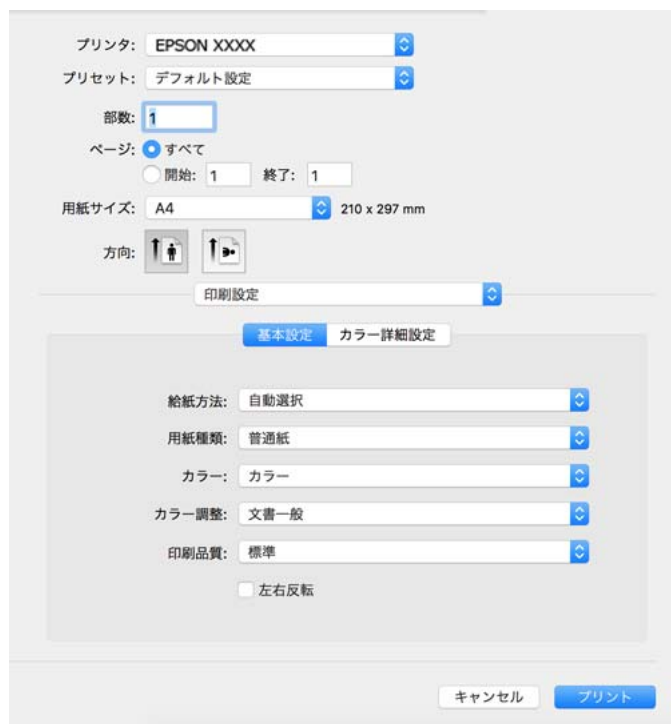 プリンタ: EPSON XXXX
プリセット: デフォルト設定
部数: 1
ページ: すべて
開始: 1 終了: 1
用紙サイズ: A4 210 x 297 mm
方向:
印刷設定
基本設定 カラー詳細設定
給紙方法: 自動選択
用紙種類: 普通紙
カラー: カラー
カラー調整: 文書一般
印刷品質: 標準
左右反転
キャンセル プリント